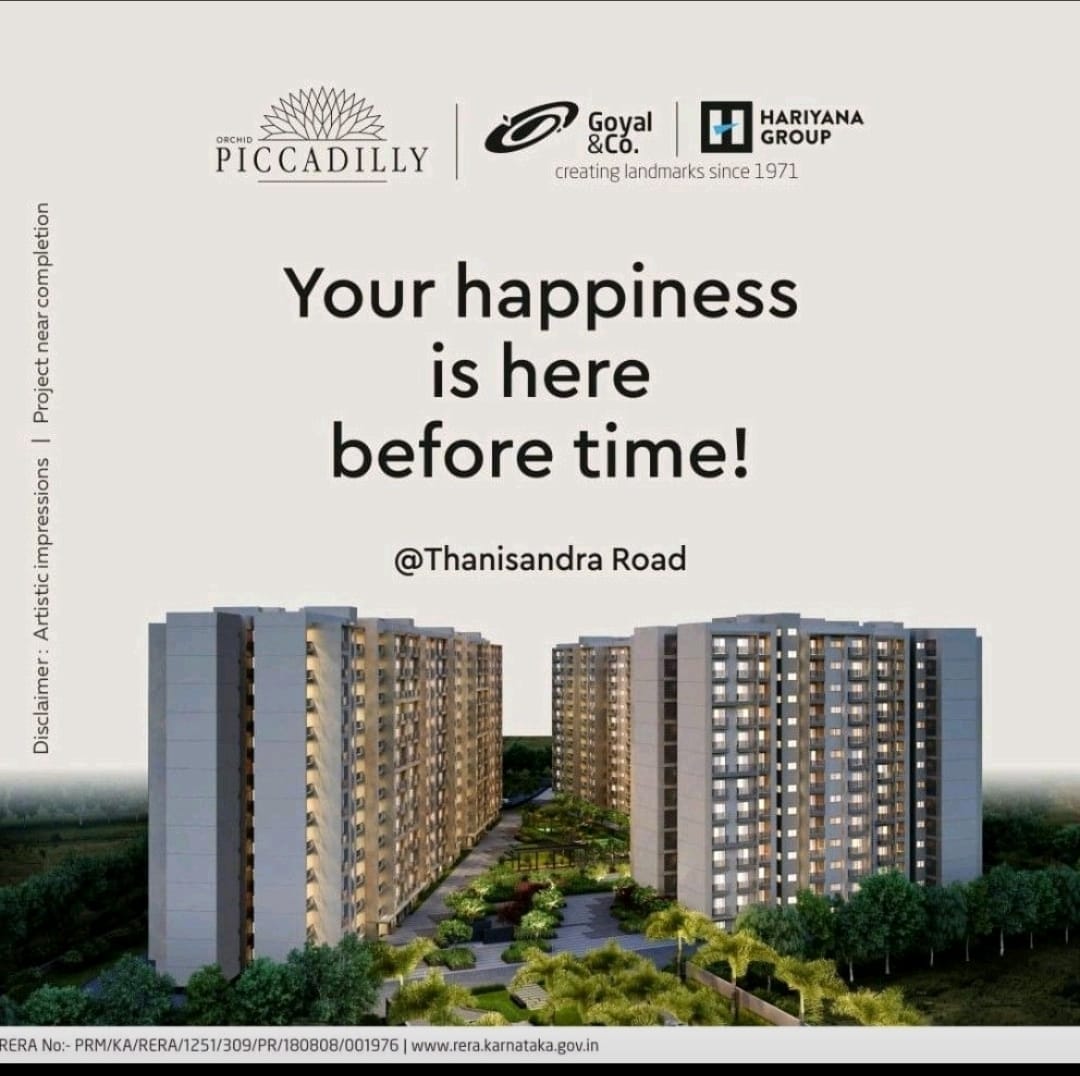 ORCHID
PICCADILLY
Goyal
&Co.
HARIYANA
GROUP
creating landmarks since 1971
Your happiness
is here
before time!
@Thanisandra Road
Disclaimer : Artistic impressions | Project near completion
RERA No:- PRM/KA/RERA/1251/309/PR/180808/001976 | www.rera.karnataka.gov.in